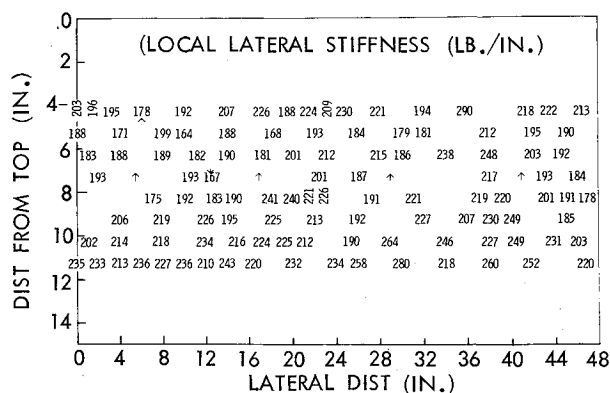 .0
(LOCAL LATERAL STIFFNESS (LB./IN.)
2
4
203 196 195 178 192 207 226 188 224 209 230 221 194 290 218 222 213
188 171 199 164 188 168 193 184 179 181 212 195 190
6
183 188 189 182 190 181 201 212 215 186 238 248 203 192
193 193 167 201 187 217 193 184
8
175 192 183 190 241 240 221 226 191 221 219 220 201 191 178
206 219 226 195 225 213 192 227 207 230 249 185
10
202 214 218 234 216 224 225 212 190 264 246 227 249 231 203
235 233 213 236 227 236 210 243 220 232 234 258 280 218 260 252 220
12
14
DIST FROM TOP (IN.)
0 4 8 12 16 20 24 28 32 36 40 44 48
LATERAL DIST (IN.)